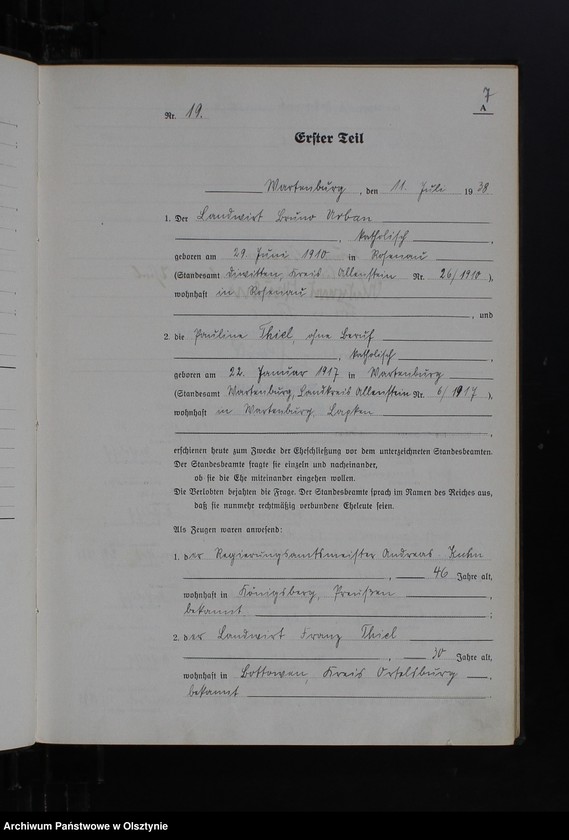 7
A
Nr. 19.
Erster Teil
Wartenburg, den 11. Juli 1938
1. Der Landwirt Bruno Urban
, katholisch,
geboren am 29. Juni 1910 in Rosenau
(Standesamt Diwitten, Kreis Allenstein Nr. 26/1910),
wohnhaft in Rosenau
, und
2. die Pauline Thiel, ohne Beruf
, katholisch,
geboren am 22. Januar 1917 in Wartenburg
(Standesamt Wartenburg, Landkreis Allenstein Nr. 6/1917),
wohnhaft in Wartenburg
,
erschienen heute zum Zwecke der Eheschließung vor dem unterzeichneten Standesbeamten.
Der Standesbeamte fragte sie einzeln und nacheinander,
ob sie die Ehe miteinander eingehen wollen.
Die Verlobten bejahten die Frage. Der Standesbeamte sprach im Namen des Reiches aus,
daß sie nunmehr rechtmäßig verbundene Eheleute seien.
Als Zeugen waren anwesend:
1. der Andreas Kuhn
, 46 Jahre alt,
wohnhaft in Königsberg, Preußen,
bekannt;
2. der Landwirt Franz Thiel
, 30 Jahre alt,
wohnhaft in Bottowen, Kreis Ortelsburg,
bekannt.
Archiwum Państwowe w Olsztynie